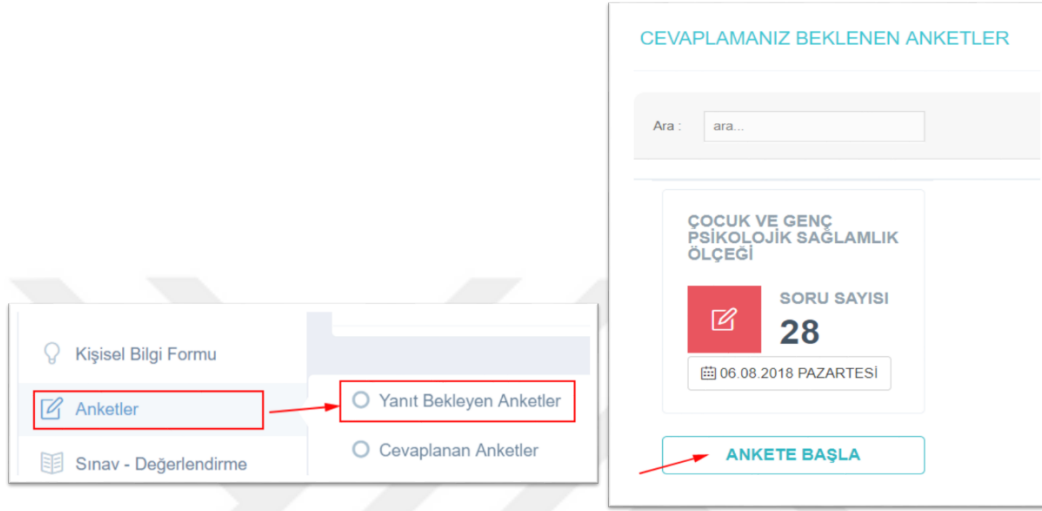 Kişisel Bilgi Formu
Anketler
Sınav - Değerlendirme
Yanıt Bekleyen Anketler
Cevaplanan Anketler
CEVAPLAMANIZ BEKLENEN ANKETLER
Ara :
ara...
ÇOCUK VE GENÇ
PSİKOLOJİK SAĞLAMLIK
ÖLÇEĞİ
SORU SAYISI
28
06.08.2018 PAZARTESİ
ANKETE BAŞLA